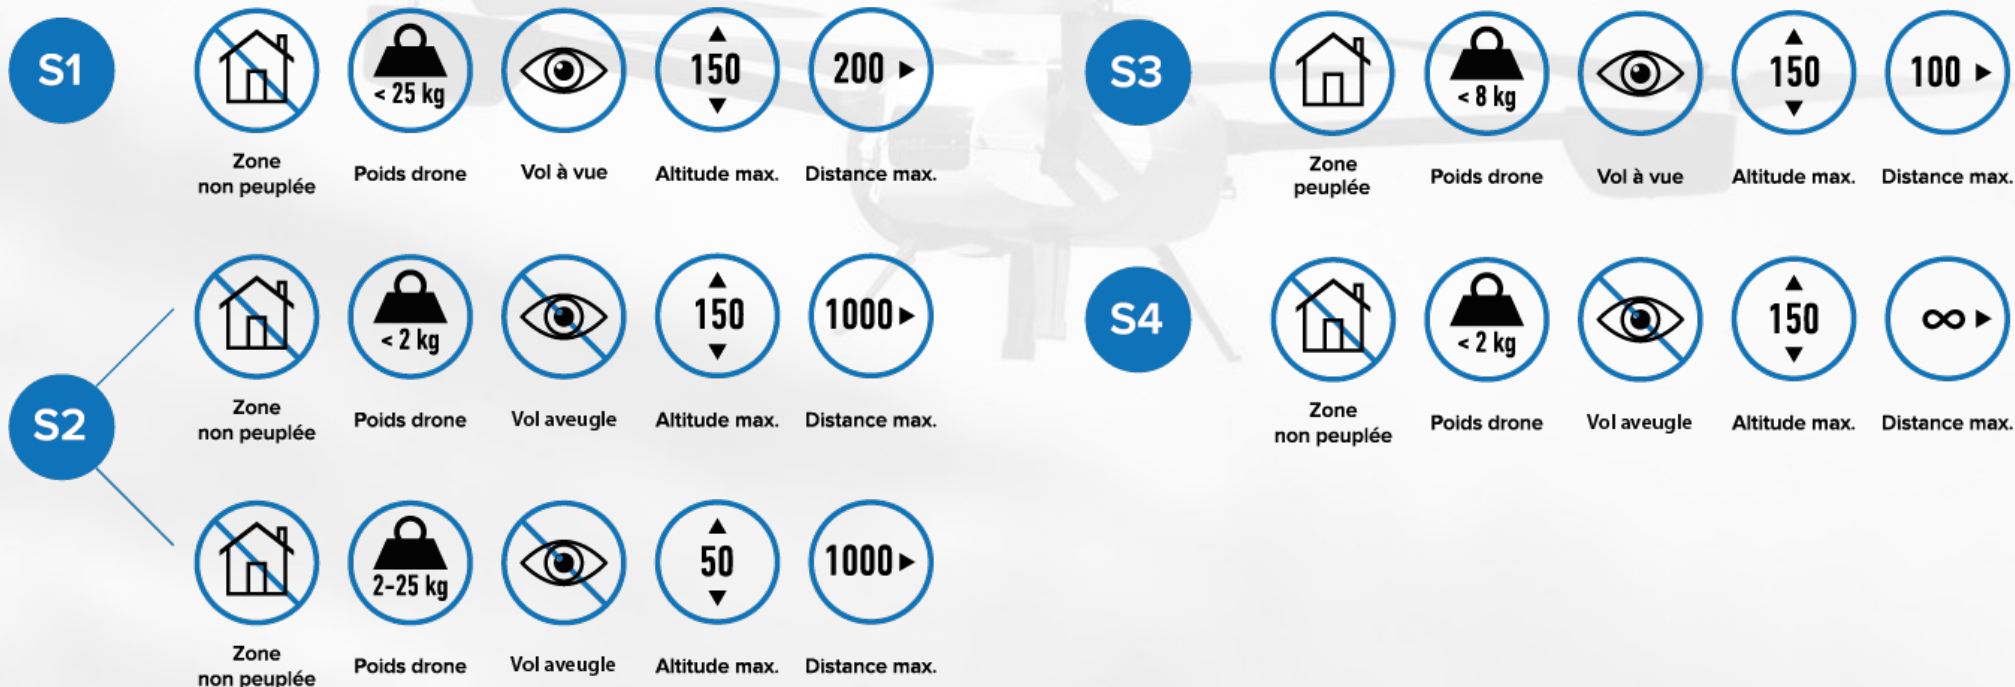 S1
< 25 kg
150
200
Zone
non peuplée
Poids drone
Vol à vue
Altitude max.
Distance max.
S2
< 2 kg
150
1000
Zone
non peuplée
Poids drone
Vol aveugle
Altitude max.
Distance max.
2-25 kg
50
1000
Zone
non peuplée
Poids drone
Vol aveugle
Altitude max.
Distance max.
S3
< 8 kg
150
100
Zone
peuplée
Poids drone
Vol à vue
Altitude max.
Distance max.
S4
< 2 kg
150
∞
Zone
non peuplée
Poids drone
Vol aveugle
Altitude max.
Distance max.